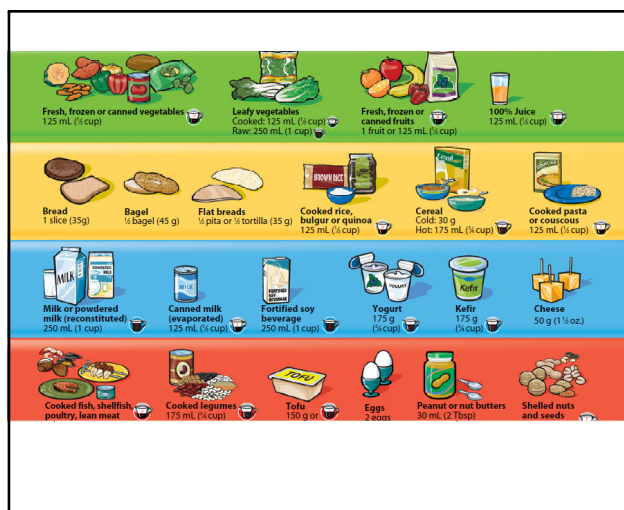 Fresh, frozen or canned vegetables
125 mL (½ cup)
Leafy vegetables
Cooked: 125 mL (½ cup)
Raw: 250 mL (1 cup)
Fresh, frozen or
canned fruits
1 fruit or 125 mL (½ cup)
100% Juice
125 mL (½ cup)
BROWN RICE
Cereal
Bread
1 slice (35g)
Bagel
½ bagel (45 g)
Flat breads
½ pita or ½ tortilla (35 g)
Cooked rice,
bulgur or quinoa
125 mL (½ cup)
Cereal
Cold: 30 g
Hot: 175 mL (¾ cup)
Cooked pasta
or couscous
125 mL (½ cup)
MILK
POWDERED
MILK
MILK
FORTIFIED
SOY
BEVERAGE
YOGURT
Kefir
Milk or powdered
milk (reconstituted)
250 mL (1 cup)
Canned milk
(evaporated)
125 mL (½ cup)
Fortified soy
beverage
250 mL (1 cup)
Yogurt
175 g
(¾ cup)
Kefir
175 g
(¾ cup)
Cheese
50 g (1 ½ oz.)
TOFU
Cooked fish, shellfish,
poultry, lean meat
Cooked legumes
175 mL (¾ cup)
Tofu
150 g or
Eggs
2 eggs
Peanut or nut butters
30 mL (2 Tbsp)
Shelled nuts
and seeds